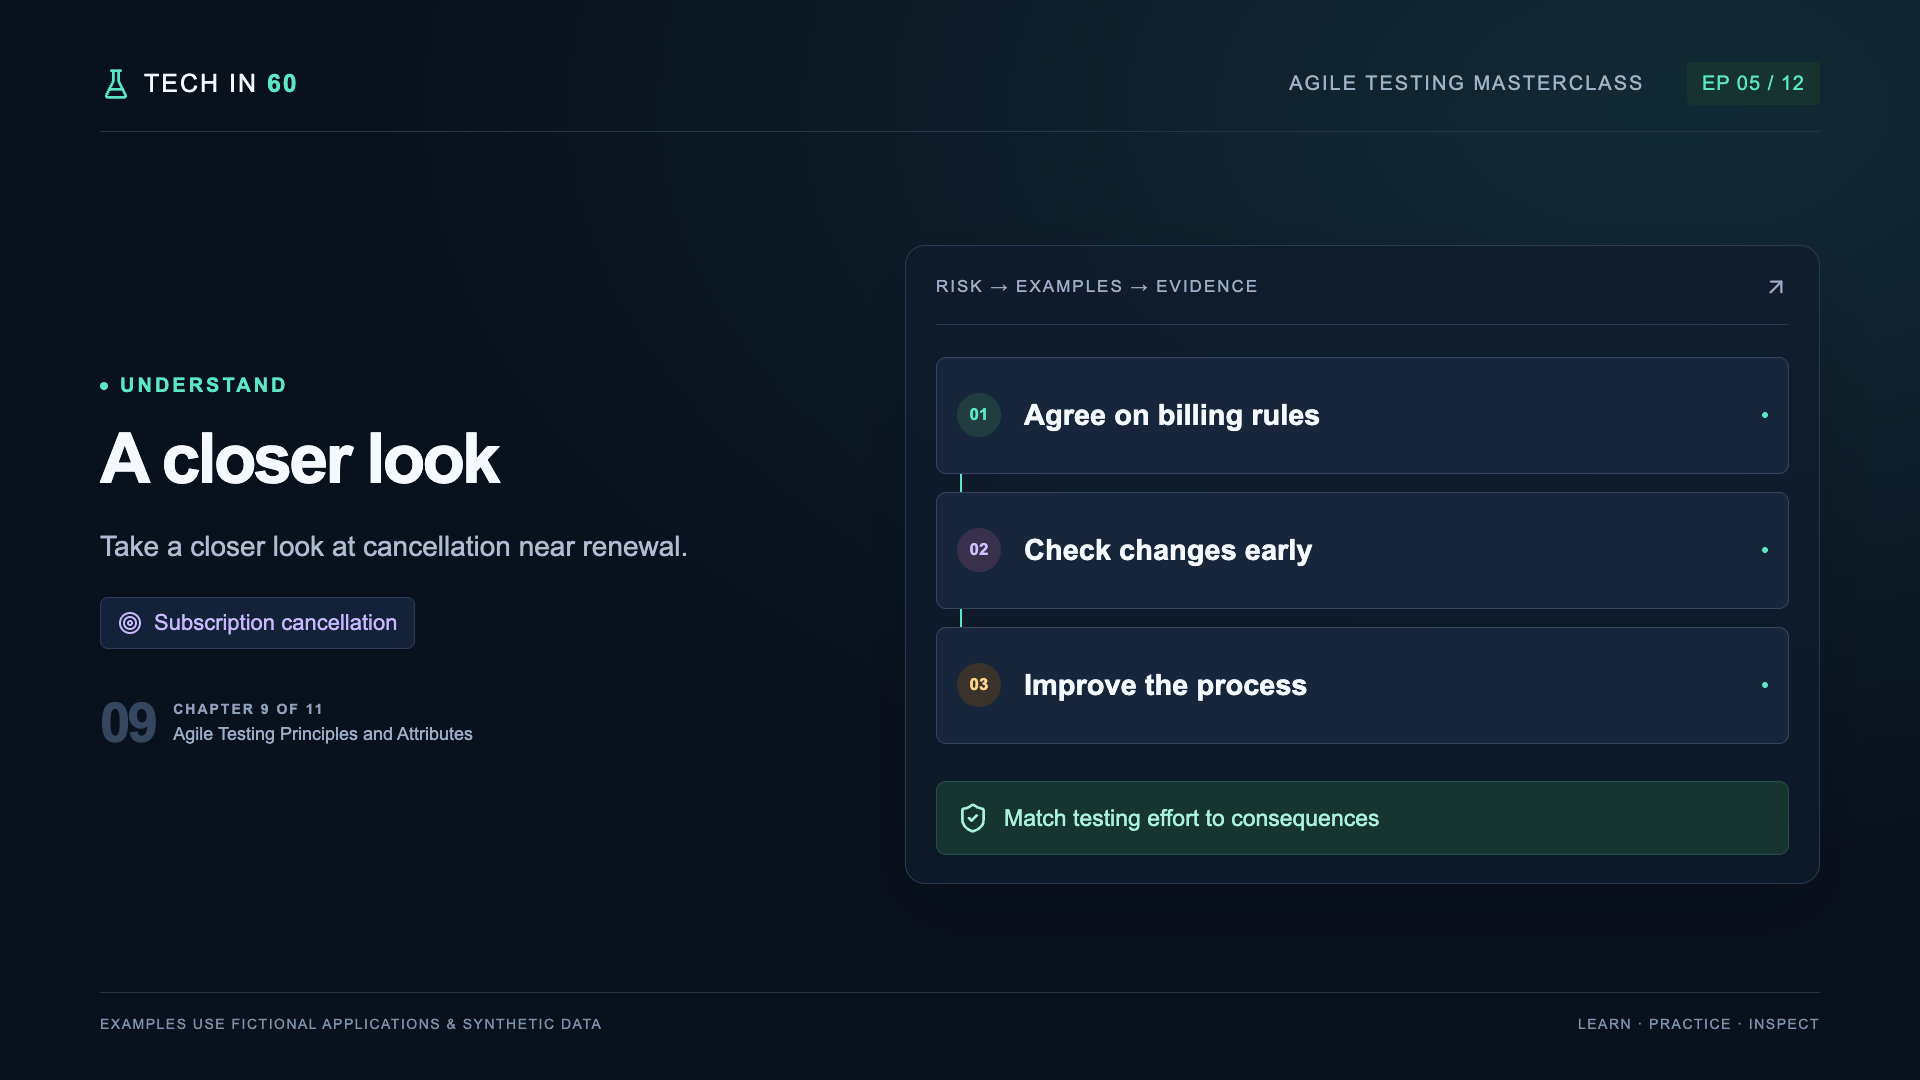 TECH IN 60
AGILE TESTING MASTERCLASS
EP 05 / 12
UNDERSTAND
A closer look
Take a closer look at cancellation near renewal.
Subscription cancellation
09
CHAPTER 9 OF 11
Agile Testing Principles and Attributes
RISK → EXAMPLES → EVIDENCE
01
Agree on billing rules
02
Check changes early
03
Improve the process
Match testing effort to consequences
EXAMPLES USE FICTIONAL APPLICATIONS & SYNTHETIC DATA
LEARN · PRACTICE · INSPECT